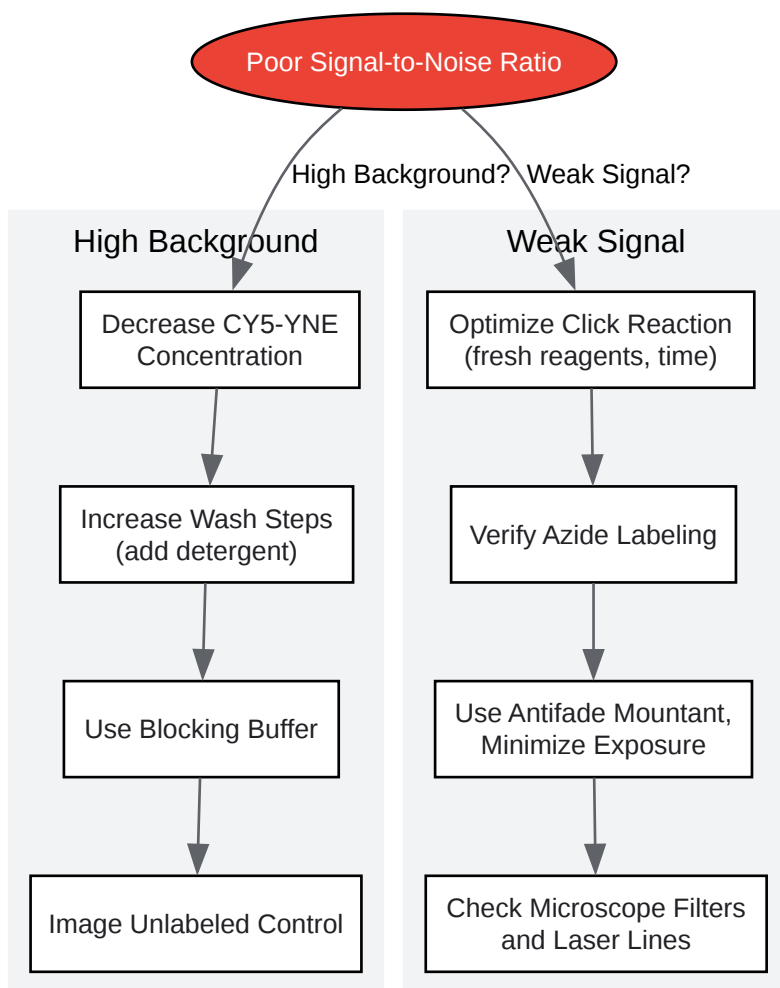 Poor Signal-to-Noise Ratio
High Background?
Weak Signal?
High Background
Decrease CY5-YNE
Concentration
Increase Wash Steps
(add detergent)
Use Blocking Buffer
Image Unlabeled Control
Weak Signal
Optimize Click Reaction
(fresh reagents, time)
Verify Azide Labeling
Use Antifade Mountant,
Minimize Exposure
Check Microscope Filters
and Laser Lines